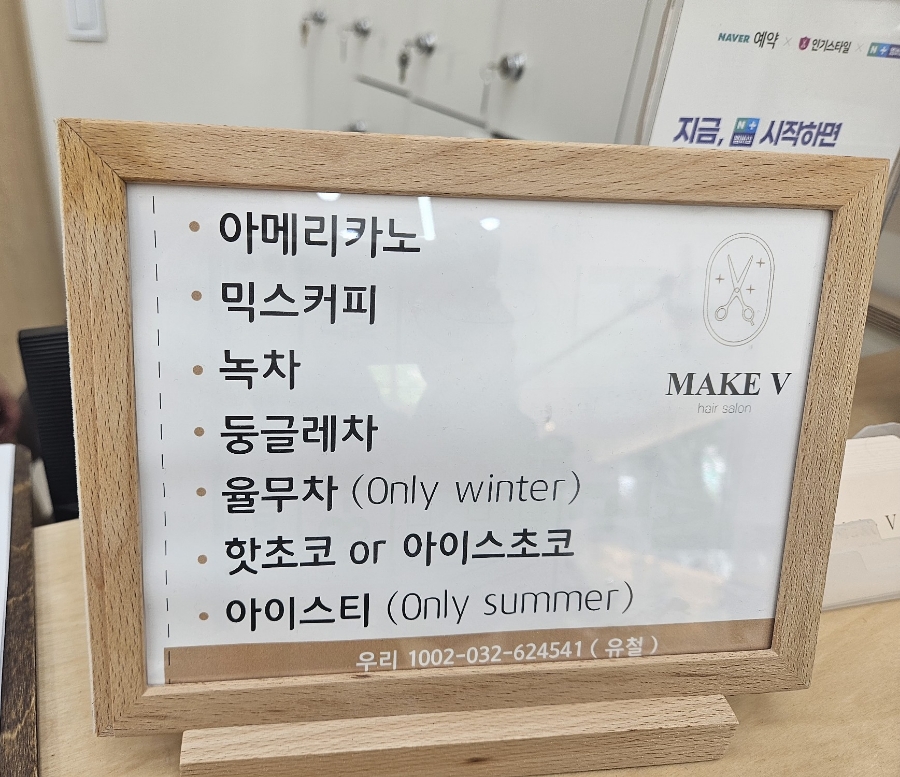 NAVER 예약 × 인기스타일 ×
지금, N+ 멤버십 시작하면
• 아메리카노
• 믹스커피
• 녹차
• 둥글레차
• 율무차 (Only winter)
• 핫초코 or 아이스초코
• 아이스티 (Only summer)
MAKE V
hair salon
우리 1002-032-624541 ( 유철 )
V